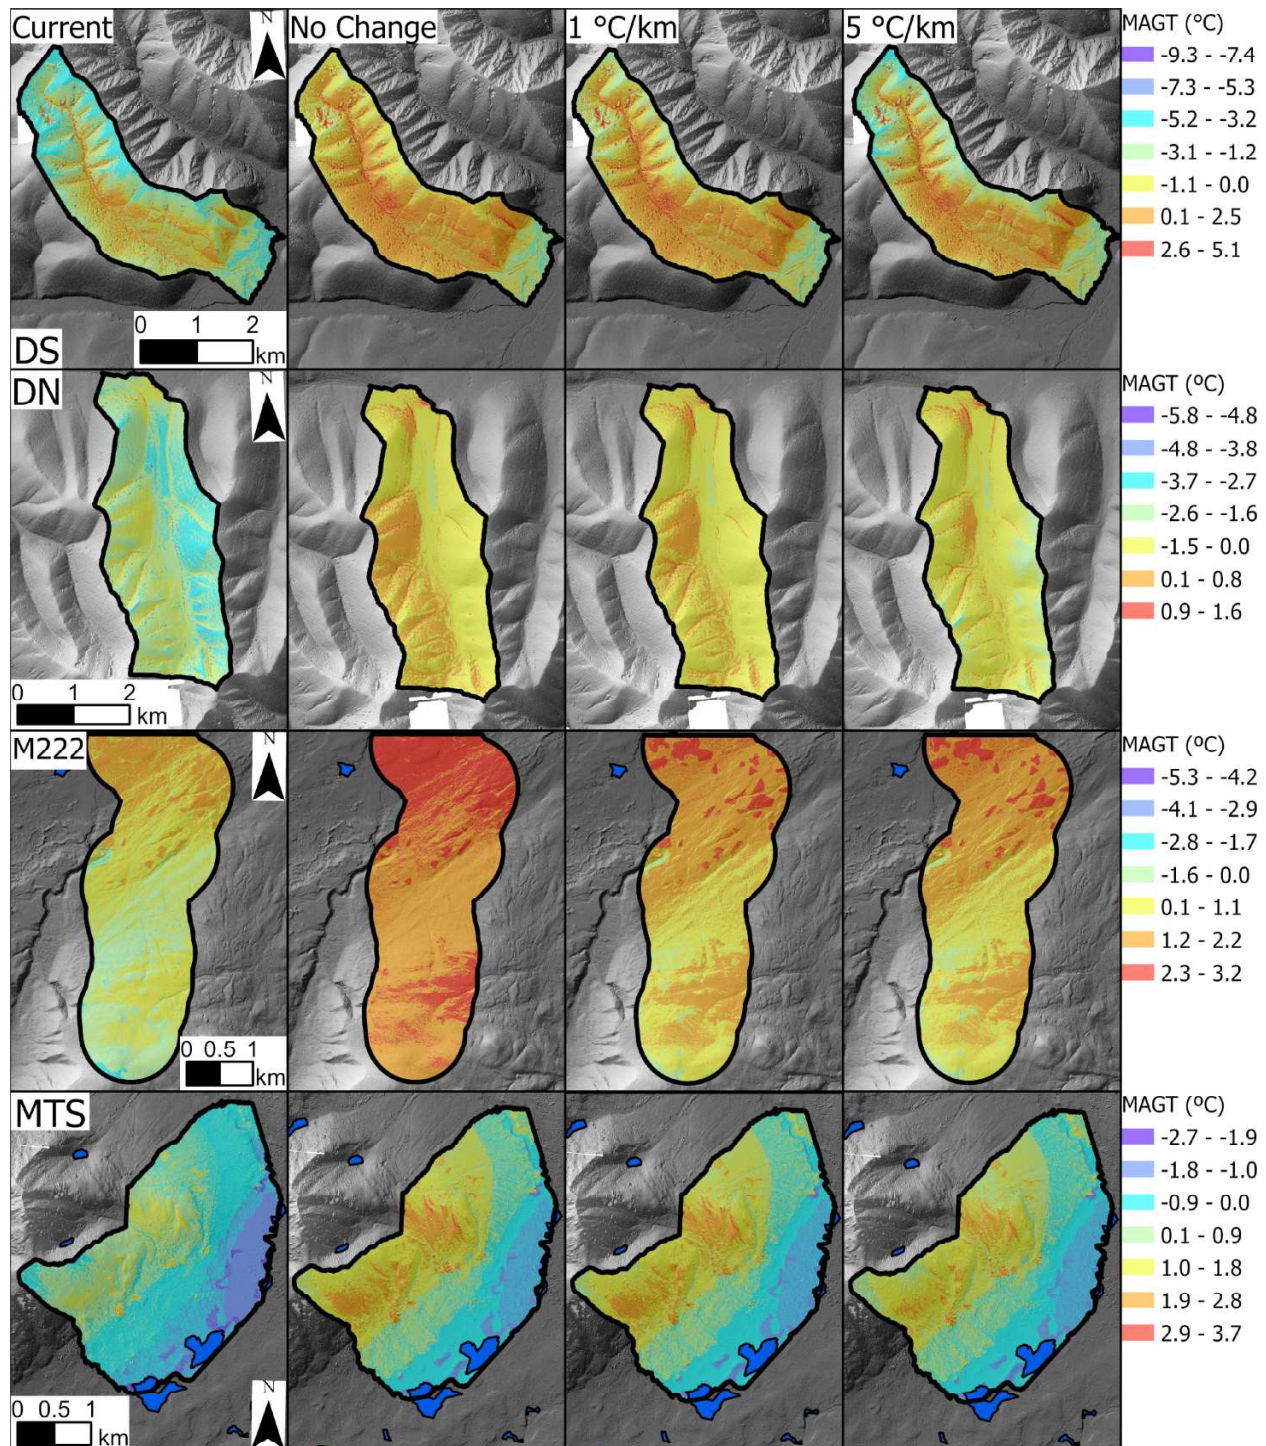 Current
No Change
1 °C/km
5 °C/km
N
DS
0 1 2
km
MAGT (°C)
-9.3 - -7.4
-7.3 - -5.3
-5.2 - -3.2
-3.1 - -1.2
-1.1 - 0.0
0.1 - 2.5
2.6 - 5.1
DN
N
0 1 2
km
MAGT (ºC)
-5.8 - -4.8
-4.8 - -3.8
-3.7 - -2.7
-2.6 - -1.6
-1.5 - 0.0
0.1 - 0.8
0.9 - 1.6
M222
N
0 0.5 1
km
MAGT (ºC)
-5.3 - -4.2
-4.1 - -2.9
-2.8 - -1.7
-1.6 - 0.0
0.1 - 1.1
1.2 - 2.2
2.3 - 3.2
MTS
N
0 0.5 1
km
MAGT (ºC)
-2.7 - -1.9
-1.8 - -1.0
-0.9 - 0.0
0.1 - 0.9
1.0 - 1.8
1.9 - 2.8
2.9 - 3.7